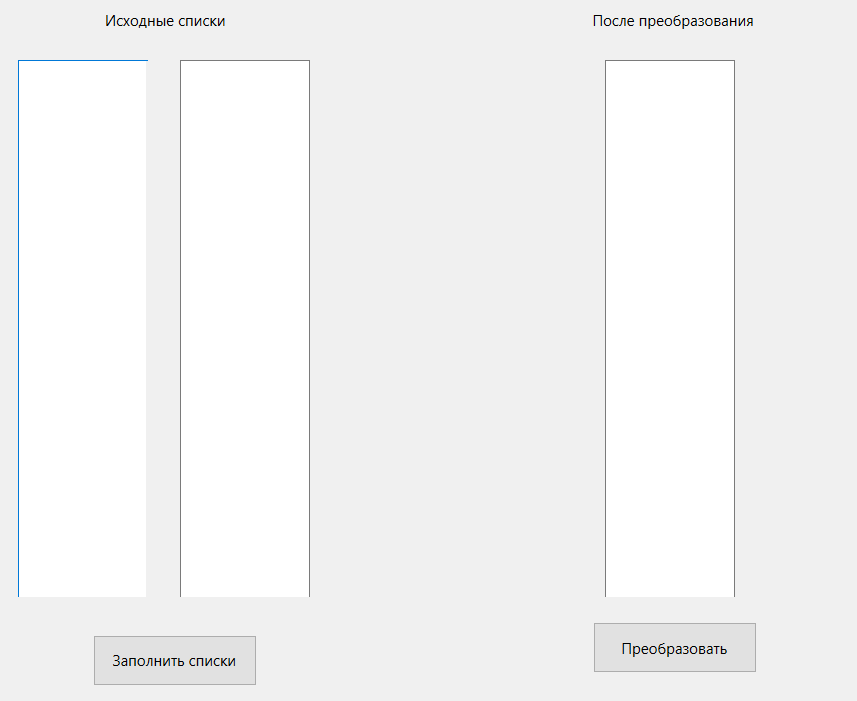 Исходные списки
После преобразования
Заполнить списки
Преобразовать